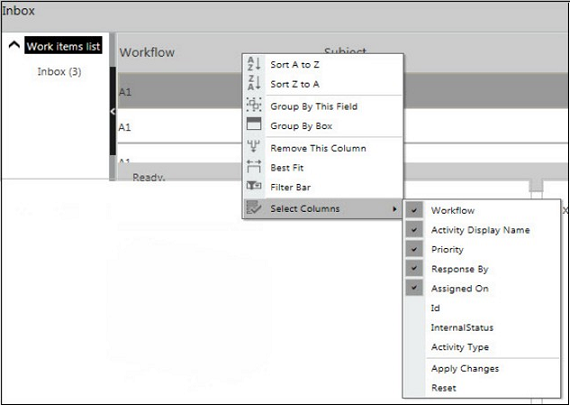 Inbox
Work items list
Inbox (3)
Workflow Subject
A1
A1
A1
Ready.
Sort A to Z
Sort Z to A
Group By This Field
Group By Box
Remove This Column
Best Fit
Filter Bar
Select Columns
Workflow
Activity Display Name
Priority
Response By
Assigned On
Id
InternalStatus
Activity Type
Apply Changes
Reset